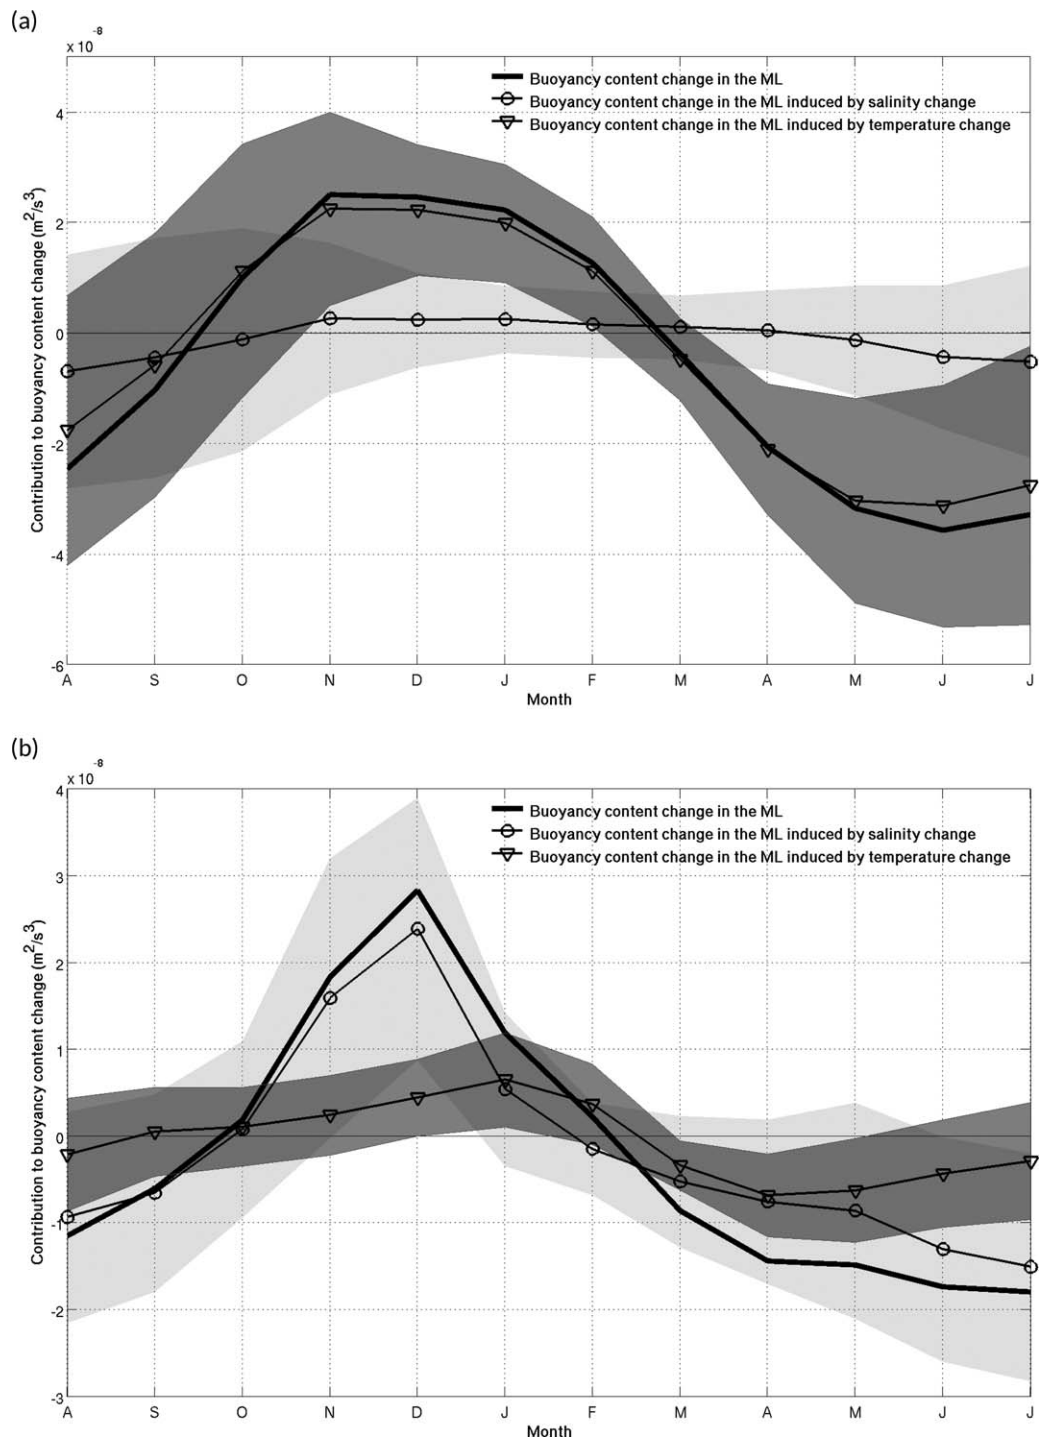 (a)
x 10^-8
Buoyancy content change in the ML
Buoyancy content change in the ML induced by salinity change
Buoyancy content change in the ML induced by temperature change
Contribution to buoyancy content change (m^2/s^3)
4
2
0
-2
-4
-6
A S O N D J F M A M J J
Month
(b)
x 10^-8
Buoyancy content change in the ML
Buoyancy content change in the ML induced by salinity change
Buoyancy content change in the ML induced by temperature change
Contribution to buoyancy content change (m^2/s^3)
4
3
2
1
0
-1
-2
-3
A S O N D J F M A M J J
Month